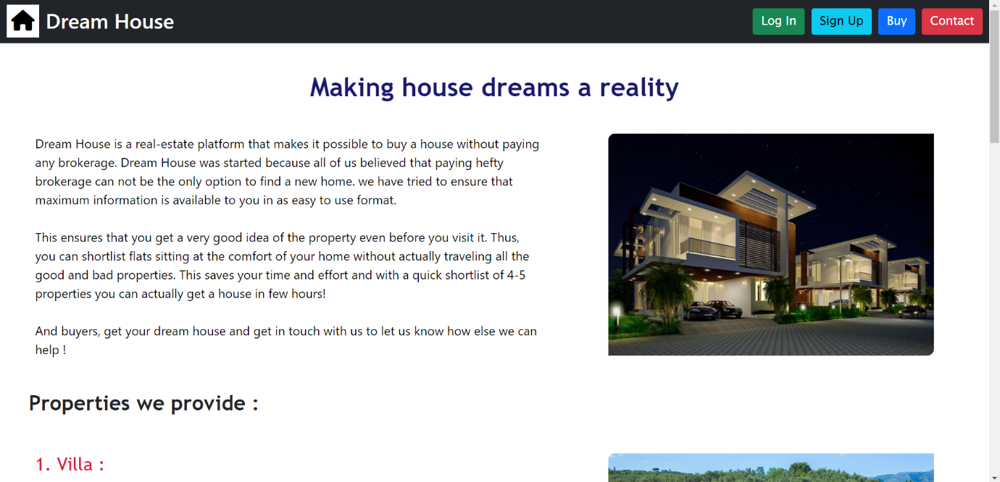 Dream House
Log In
Sign Up
Buy
Contact
Making house dreams a reality
Dream House is a real-estate platform that makes it possible to buy a house without paying
any brokerage. Dream House was started because all of us believed that paying hefty
brokerage can not be the only option to find a new home. we have tried to ensure that
maximum information is available to you in as easy to use format.
This ensures that you get a very good idea of the property even before you visit it. Thus,
you can shortlist flats sitting at the comfort of your home without actually traveling all the
good and bad properties. This saves your time and effort and with a quick shortlist of 4-5
properties you can actually get a house in few hours!
And buyers, get your dream house and get in touch with us to let us know how else we can
help !
Properties we provide :
1. Villa :